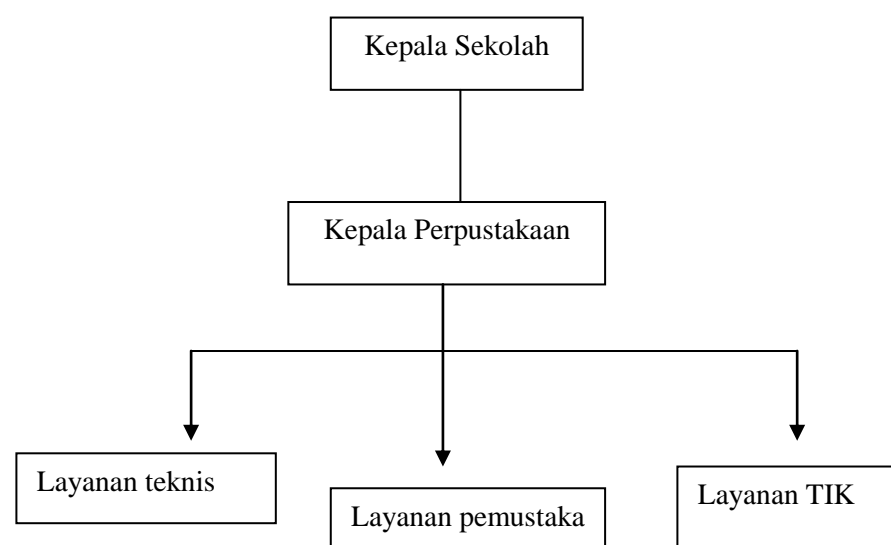 Kepala Sekolah
Kepala Perpustakaan
Layanan teknis
Layanan pemustaka
Layanan TIK